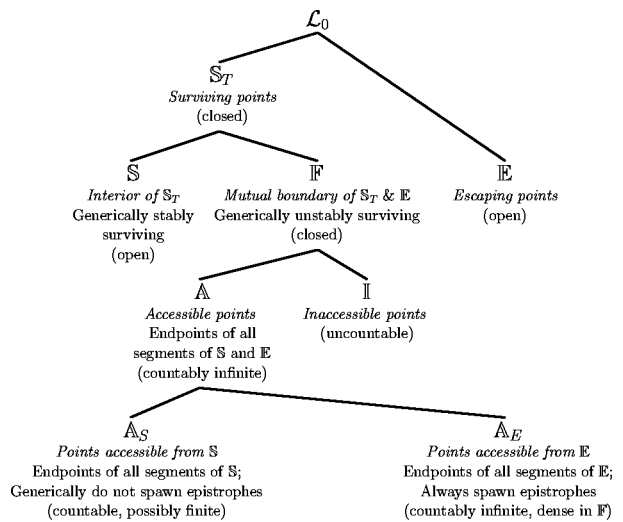 𝓛₀
𝕊_T
Surviving points
(closed)
𝕊
Interior of 𝕊_T
Generically stably
surviving
(open)
𝔽
Mutual boundary of 𝕊_T & 𝔼
Generically unstably surviving
(closed)
𝔼
Escaping points
(open)
𝔸
Accessible points
Endpoints of all
segments of 𝕊 and 𝔼
(countably infinite)
𝕀
Inaccessible points
(uncountable)
𝔸_S
Points accessible from 𝕊
Endpoints of all segments of 𝕊;
Generically do not spawn epistrophes
(countable, possibly finite)
𝔸_E
Points accessible from 𝔼
Endpoints of all segments of 𝔼;
Always spawn epistrophes
(countably infinite, dense in 𝔽)